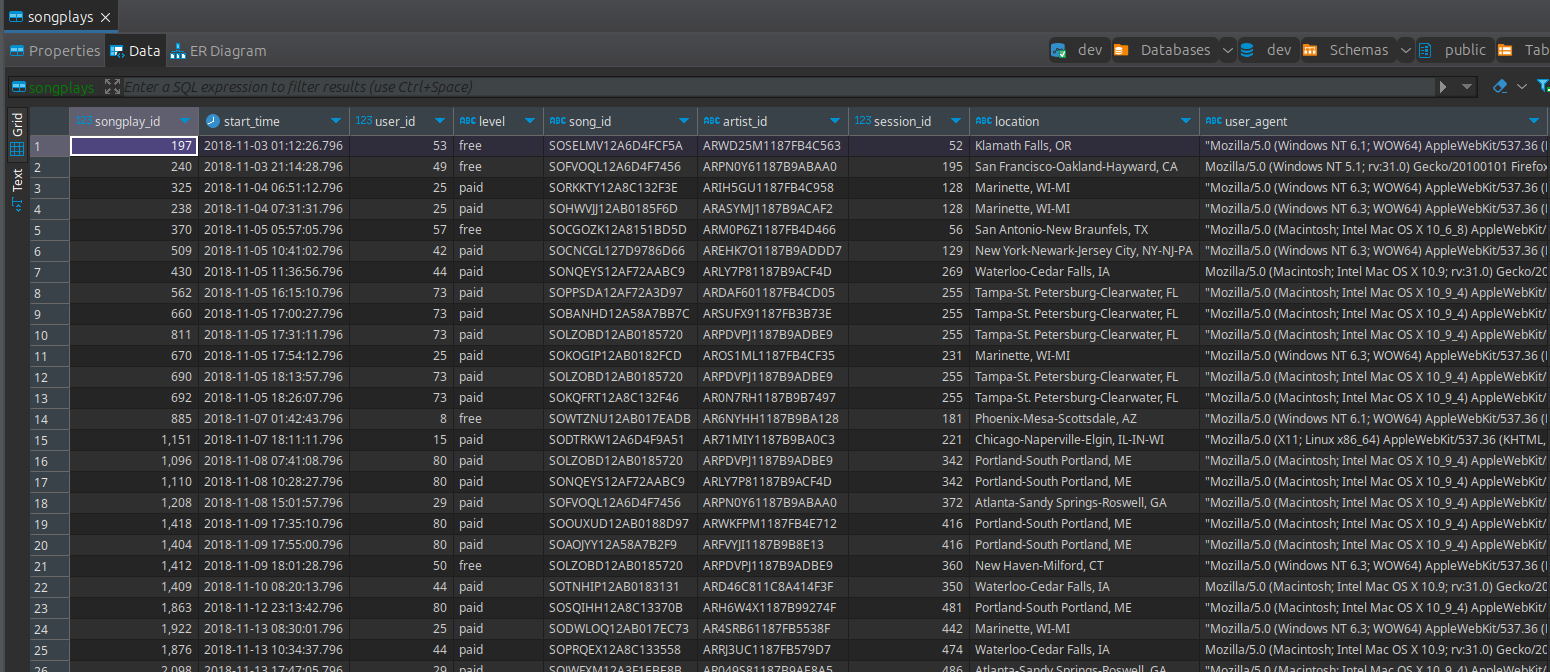 songplays
Properties Data ER Diagram dev Databases dev Schemas public Tab
songplays Enter a SQL expression to filter results (use Ctrl+Space)
Grid
Text
123 songplay_id start_time 123 user_id ABC level ABC song_id ABC artist_id 123 session_id ABC location ABC user_agent
1 197 2018-11-03 01:12:26.796 53 free SOSELMV12A6D4FCF5A ARWD25M1187FB4C563 52 Klamath Falls, OR "Mozilla/5.0 (Windows NT 6.1; WOW64) AppleWebKit/537.36 (
2 240 2018-11-03 21:14:28.796 49 free SOFVOQL12A6D4F7456 ARPN0Y61187B9ABAA0 195 San Francisco-Oakland-Hayward, CA Mozilla/5.0 (Windows NT 5.1; rv:31.0) Gecko/20100101 Firefox
3 325 2018-11-04 06:51:12.796 25 paid SORKKTY12A8C132F3E ARIH5GU1187FB4C958 128 Marinette, WI-MI "Mozilla/5.0 (Windows NT 6.3; WOW64) AppleWebKit/537.36 (
4 238 2018-11-04 07:31:31.796 25 paid SOHWVJJ12AB0185F6D ARASYMJ1187B9ACAF2 128 Marinette, WI-MI "Mozilla/5.0 (Windows NT 6.3; WOW64) AppleWebKit/537.36 (
5 370 2018-11-05 05:57:05.796 57 free SOCGOZK12A8151BD5D ARM0P6Z1187FB4D466 56 San Antonio-New Braunfels, TX "Mozilla/5.0 (Macintosh; Intel Mac OS X 10_6_8) AppleWebKit/
6 509 2018-11-05 10:41:02.796 42 paid SOCNCGL127D9786D66 AREHK7O1187B9ADDD7 129 New York-Newark-Jersey City, NY-NJ-PA "Mozilla/5.0 (Windows NT 6.3; WOW64) AppleWebKit/537.36 (
7 430 2018-11-05 11:36:56.796 44 paid SONQEYS12AF72AABC9 ARLY7P81187B9ACF4D 269 Waterloo-Cedar Falls, IA Mozilla/5.0 (Macintosh; Intel Mac OS X 10.9; rv:31.0) Gecko/20
8 562 2018-11-05 16:15:10.796 73 paid SOPPSDA12AF72A3D97 ARDAF601187FB4CD05 255 Tampa-St. Petersburg-Clearwater, FL "Mozilla/5.0 (Macintosh; Intel Mac OS X 10_9_4) AppleWebKit/
9 660 2018-11-05 17:00:27.796 73 paid SOBANHD12A58A7BB7C ARSUFX91187FB3B73E 255 Tampa-St. Petersburg-Clearwater, FL "Mozilla/5.0 (Macintosh; Intel Mac OS X 10_9_4) AppleWebKit/
10 811 2018-11-05 17:31:11.796 73 paid SOLZOBD12AB0185720 ARPDVPJ1187B9ADBE9 255 Tampa-St. Petersburg-Clearwater, FL "Mozilla/5.0 (Macintosh; Intel Mac OS X 10_9_4) AppleWebKit/
11 670 2018-11-05 17:54:12.796 25 paid SOKOGIP12AB0182FCD AROS1ML1187FB4CF35 231 Marinette, WI-MI "Mozilla/5.0 (Windows NT 6.3; WOW64) AppleWebKit/537.36 (
12 690 2018-11-05 18:13:57.796 73 paid SOLZOBD12AB0185720 ARPDVPJ1187B9ADBE9 255 Tampa-St. Petersburg-Clearwater, FL "Mozilla/5.0 (Macintosh; Intel Mac OS X 10_9_4) AppleWebKit/
13 692 2018-11-05 18:26:07.796 73 paid SOKQFRT12A8C132F46 AR0N7RH1187B9B7497 255 Tampa-St. Petersburg-Clearwater, FL "Mozilla/5.0 (Macintosh; Intel Mac OS X 10_9_4) AppleWebKit/
14 885 2018-11-07 01:42:43.796 8 free SOWTZNU12AB017EADB AR6NYHH1187B9BA128 181 Phoenix-Mesa-Scottsdale, AZ "Mozilla/5.0 (Windows NT 6.1; WOW64) AppleWebKit/537.36 (
15 1,151 2018-11-07 18:11:11.796 15 paid SODTRKW12A6D4F9A51 AR71MIY1187B9BA0C3 221 Chicago-Naperville-Elgin, IL-IN-WI "Mozilla/5.0 (X11; Linux x86_64) AppleWebKit/537.36 (KHTML,
16 1,096 2018-11-08 07:41:08.796 80 paid SOLZOBD12AB0185720 ARPDVPJ1187B9ADBE9 342 Portland-South Portland, ME "Mozilla/5.0 (Macintosh; Intel Mac OS X 10_9_4) AppleWebKit/
17 1,110 2018-11-08 10:28:27.796 80 paid SONQEYS12AF72AABC9 ARLY7P81187B9ACF4D 342 Portland-South Portland, ME "Mozilla/5.0 (Macintosh; Intel Mac OS X 10_9_4) AppleWebKit/
18 1,208 2018-11-08 15:01:57.796 29 paid SOFVOQL12A6D4F7456 ARPN0Y61187B9ABAA0 372 Atlanta-Sandy Springs-Roswell, GA "Mozilla/5.0 (Macintosh; Intel Mac OS X 10_9_4) AppleWebKit/
19 1,418 2018-11-09 17:35:10.796 80 paid SOOUXUD12AB0188D97 ARWKFPM1187FB4E712 416 Portland-South Portland, ME "Mozilla/5.0 (Macintosh; Intel Mac OS X 10_9_4) AppleWebKit/
20 1,404 2018-11-09 17:55:00.796 80 paid SOAOJYY12A58A7B2F9 ARFVYJI1187B9B8E13 416 Portland-South Portland, ME "Mozilla/5.0 (Macintosh; Intel Mac OS X 10_9_4) AppleWebKit/
21 1,412 2018-11-09 18:01:28.796 50 free SOLZOBD12AB0185720 ARPDVPJ1187B9ADBE9 360 New Haven-Milford, CT "Mozilla/5.0 (Windows NT 6.3; WOW64) AppleWebKit/537.36 (
22 1,409 2018-11-10 08:20:13.796 44 paid SOTNHIP12AB0183131 ARD46C811C8A414F3F 350 Waterloo-Cedar Falls, IA Mozilla/5.0 (Macintosh; Intel Mac OS X 10.9; rv:31.0) Gecko/20
23 1,863 2018-11-12 23:13:42.796 80 paid SOSQIHH12A8C13370B ARH6W4X1187B99274F 481 Portland-South Portland, ME "Mozilla/5.0 (Macintosh; Intel Mac OS X 10_9_4) AppleWebKit/
24 1,922 2018-11-13 08:30:01.796 25 paid SODWLOQ12AB017EC73 AR4SRB61187FB5538F 442 Marinette, WI-MI "Mozilla/5.0 (Windows NT 6.3; WOW64) AppleWebKit/537.36 (
25 1,876 2018-11-13 10:34:37.796 44 paid SOPRQEX12A8C133558 ARRJ3UC1187FB579D7 474 Waterloo-Cedar Falls, IA Mozilla/5.0 (Macintosh; Intel Mac OS X 10.9; rv:31.0) Gecko/20
26 2,098 2018-11-13 17:47:05.796 29 paid 486 Atlanta-Sandy Springs-Roswell, GA "Mozilla/5.0 (Macintosh; Intel Mac OS X 10_9_4) AppleWebKit/